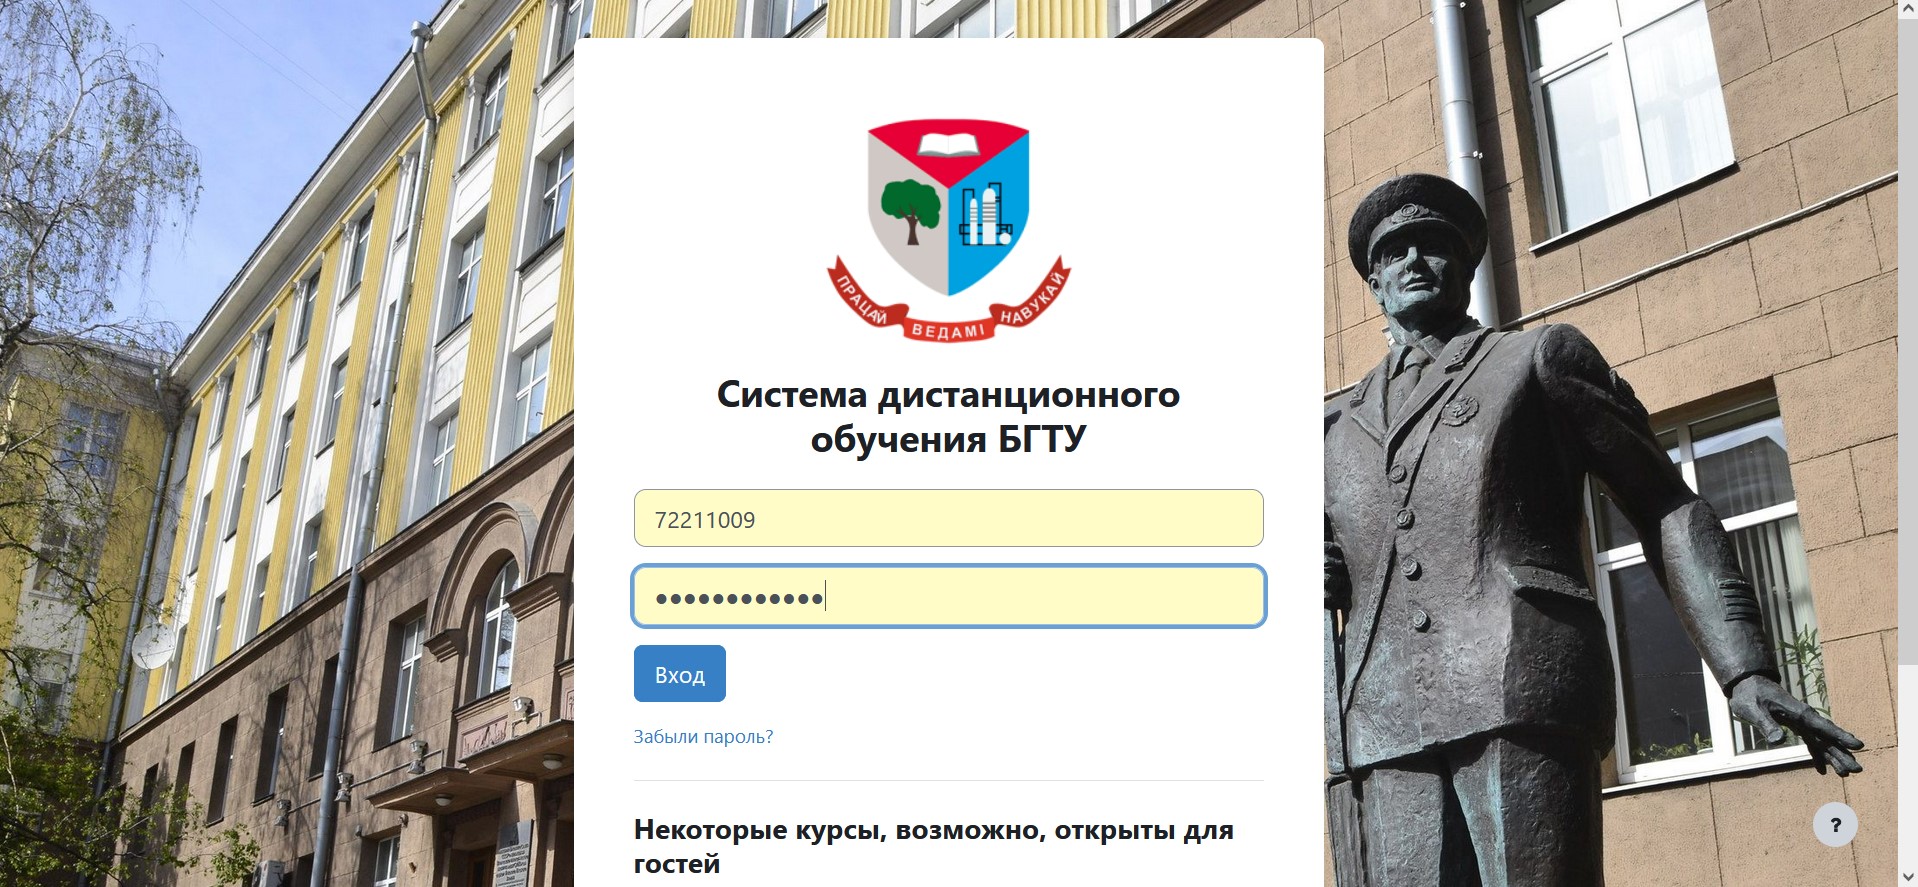 ПРАЦАЙ ВЕДАМІ НАВУКАЙ
Система дистанционного
обучения БГТУ
72211009
Вход
Забыли пароль?
Некоторые курсы, возможно, открыты для
гостей
?